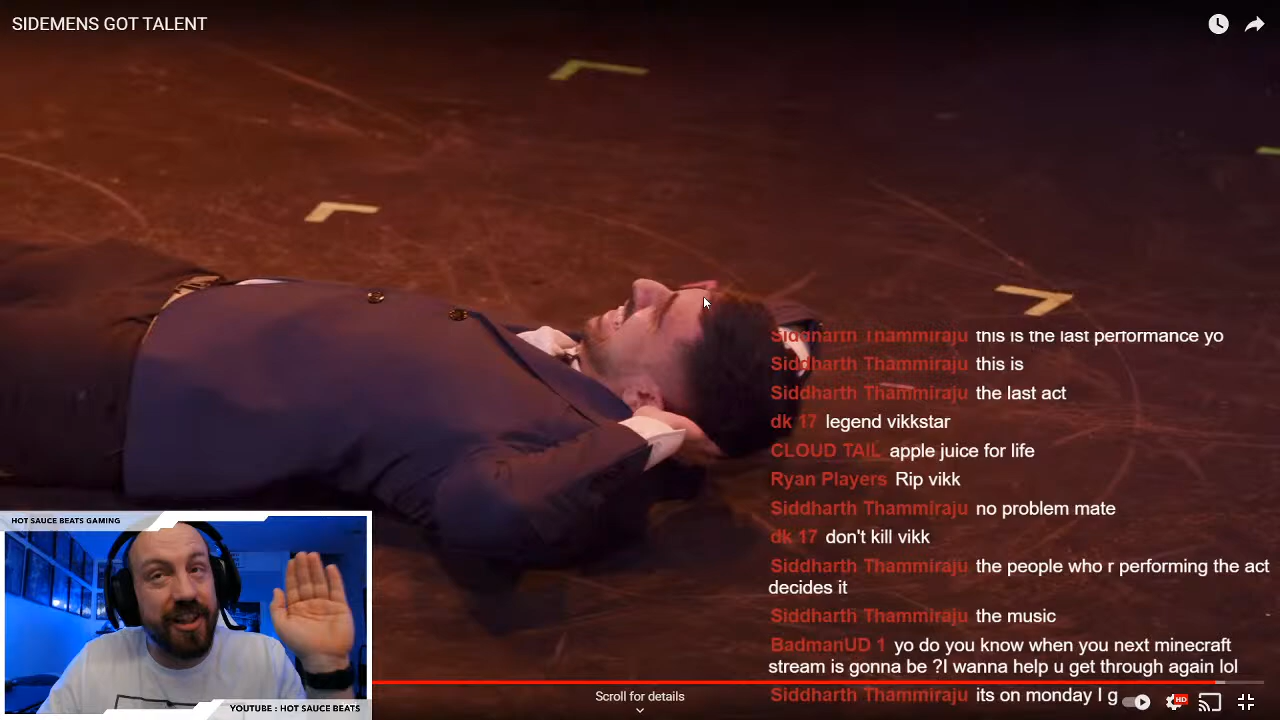 SIDEMENS GOT TALENT
Siddharth Thammiraju this is the last performance yo
Siddharth Thammiraju this is
Siddharth Thammiraju the last act
dk 17 legend vikkstar
CLOUD TAIL apple juice for life
Ryan Players Rip vikk
Siddharth Thammiraju no problem mate
dk 17 don't kill vikk
Siddharth Thammiraju the people who r performing the act
decides it
Siddharth Thammiraju the music
BadmanUD 1 yo do you know when you next minecraft
stream is gonna be ?I wanna help u get through again lol
Siddharth Thammiraju its on monday I g
HOT SAUCE BEATS GAMING
YOUTUBE : HOT SAUCE BEATS
Scroll for details
HD